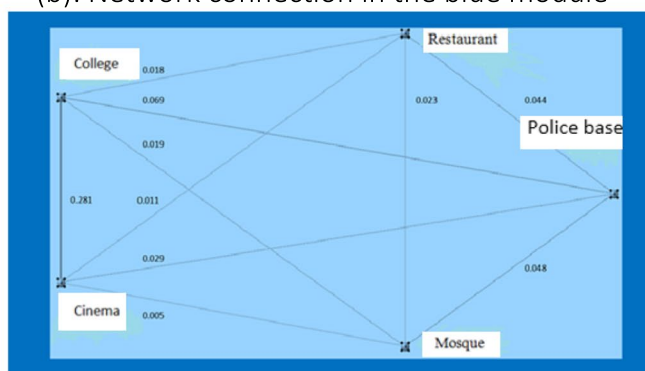 (b): Network connection in the blue module
Restaurant
College
0.018
0.069
0.023
0.044
Police base
0.019
0.281
0.011
0.029
0.048
Cinema
0.005
Mosque